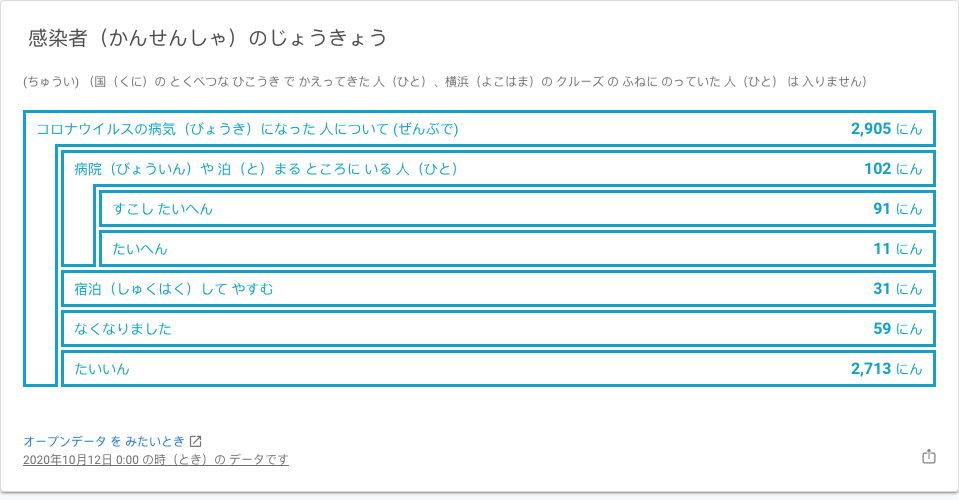 感染者（かんせんしゃ）のじょうきょう
(ちゅうい) （国（くに）の とくべつな ひこうき で かえってきた 人（ひと）、横浜（よこはま）の クルーズ の ふねに のっていた 人（ひと） は 入りません）
コロナウイルスの病気（びょうき）になった 人について (ぜんぶで) 2,905 にん
病院（びょういん）や 泊（と）まる ところに いる 人（ひと） 102 にん
すこし たいへん 91 にん
たいへん 11 にん
宿泊（しゅくはく）して やすむ 31 にん
なくなりました 59 にん
たいいん 2,713 にん
オープンデータ を みたいとき
2020年10月12日 0:00 の時（とき）の データです